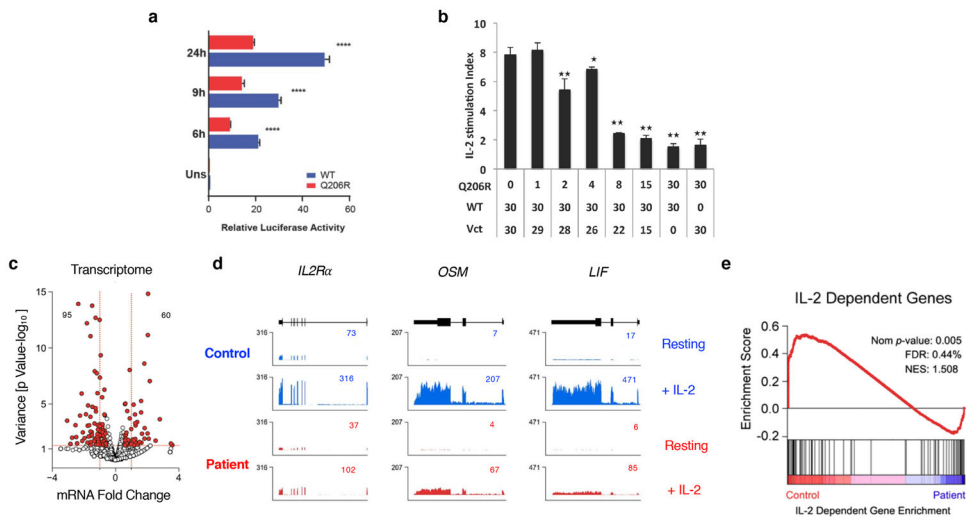 a
24h
9h
6h
Uns
****
****
****
WT
Q206R
0 20 40 60
Relative Luciferase Activity
b
IL-2 stimulation Index
10
8
6
4
2
0
★★ ★ ★★ ★★ ★★ ★★
Q206R 0 1 2 4 8 15 30 30
WT 30 30 30 30 30 30 30 0
Vct 30 29 28 26 22 15 0 30
c
Transcriptome
Variance [p Value-log10]
15
10
5
1
95 60
-4 0 4
mRNA Fold Change
d
IL2Rα OSM LIF
Control
Patient
316 73 207 7 471 17 Resting
316 316 207 207 471 471 + IL-2
316 37 207 4 471 6 Resting
316 102 207 67 471 85 + IL-2
e
IL-2 Dependent Genes
Enrichment Score
0.6
0.4
0.2
0.0
-0.2
Nom p-value: 0.005
FDR: 0.44%
NES: 1.508
Control Patient
IL-2 Dependent Gene Enrichment